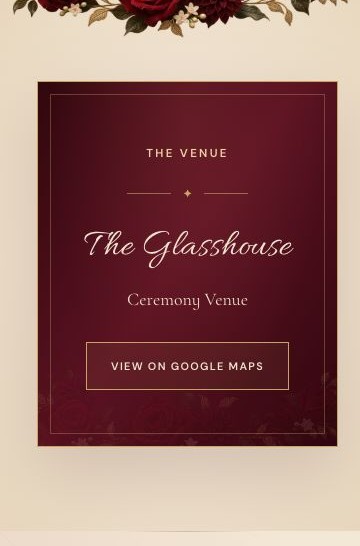 THE VENUE
The Glasshouse
Ceremony Venue
VIEW ON GOOGLE MAPS